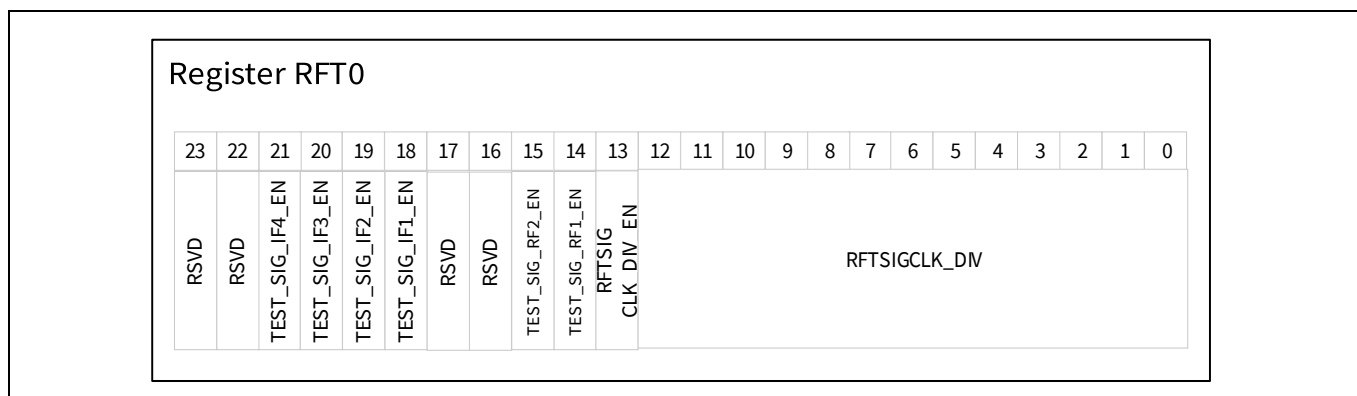 Register RFT0
23 22 21 20 19 18 17 16 15 14 13 12 11 10 9 8 7 6 5 4 3 2 1 0
RSVD
RSVD
TEST_SIG_IF4_EN
TEST_SIG_IF3_EN
TEST_SIG_IF2_EN
TEST_SIG_IF1_EN
RSVD
RSVD
TEST_SIG_RF2_EN
TEST_SIG_RF1_EN
RFTSIG
CLK_DIV_EN
RFTSIGCLK_DIV